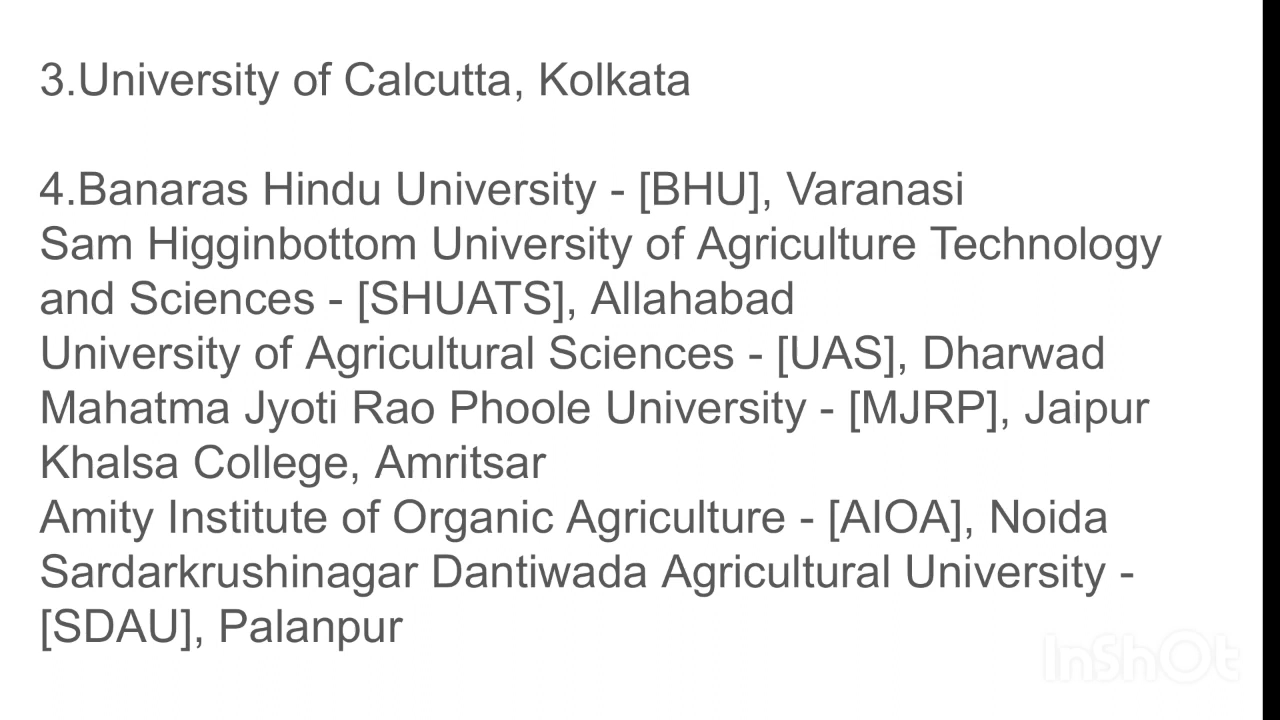 3.University of Calcutta, Kolkata
4.Banaras Hindu University - [BHU], Varanasi
Sam Higginbottom University of Agriculture Technology
and Sciences - [SHUATS], Allahabad
University of Agricultural Sciences - [UAS], Dharwad
Mahatma Jyoti Rao Phoole University - [MJRP], Jaipur
Khalsa College, Amritsar
Amity Institute of Organic Agriculture - [AIOA], Noida
Sardarkrushinagar Dantiwada Agricultural University -
[SDAU], Palanpur
InShOt